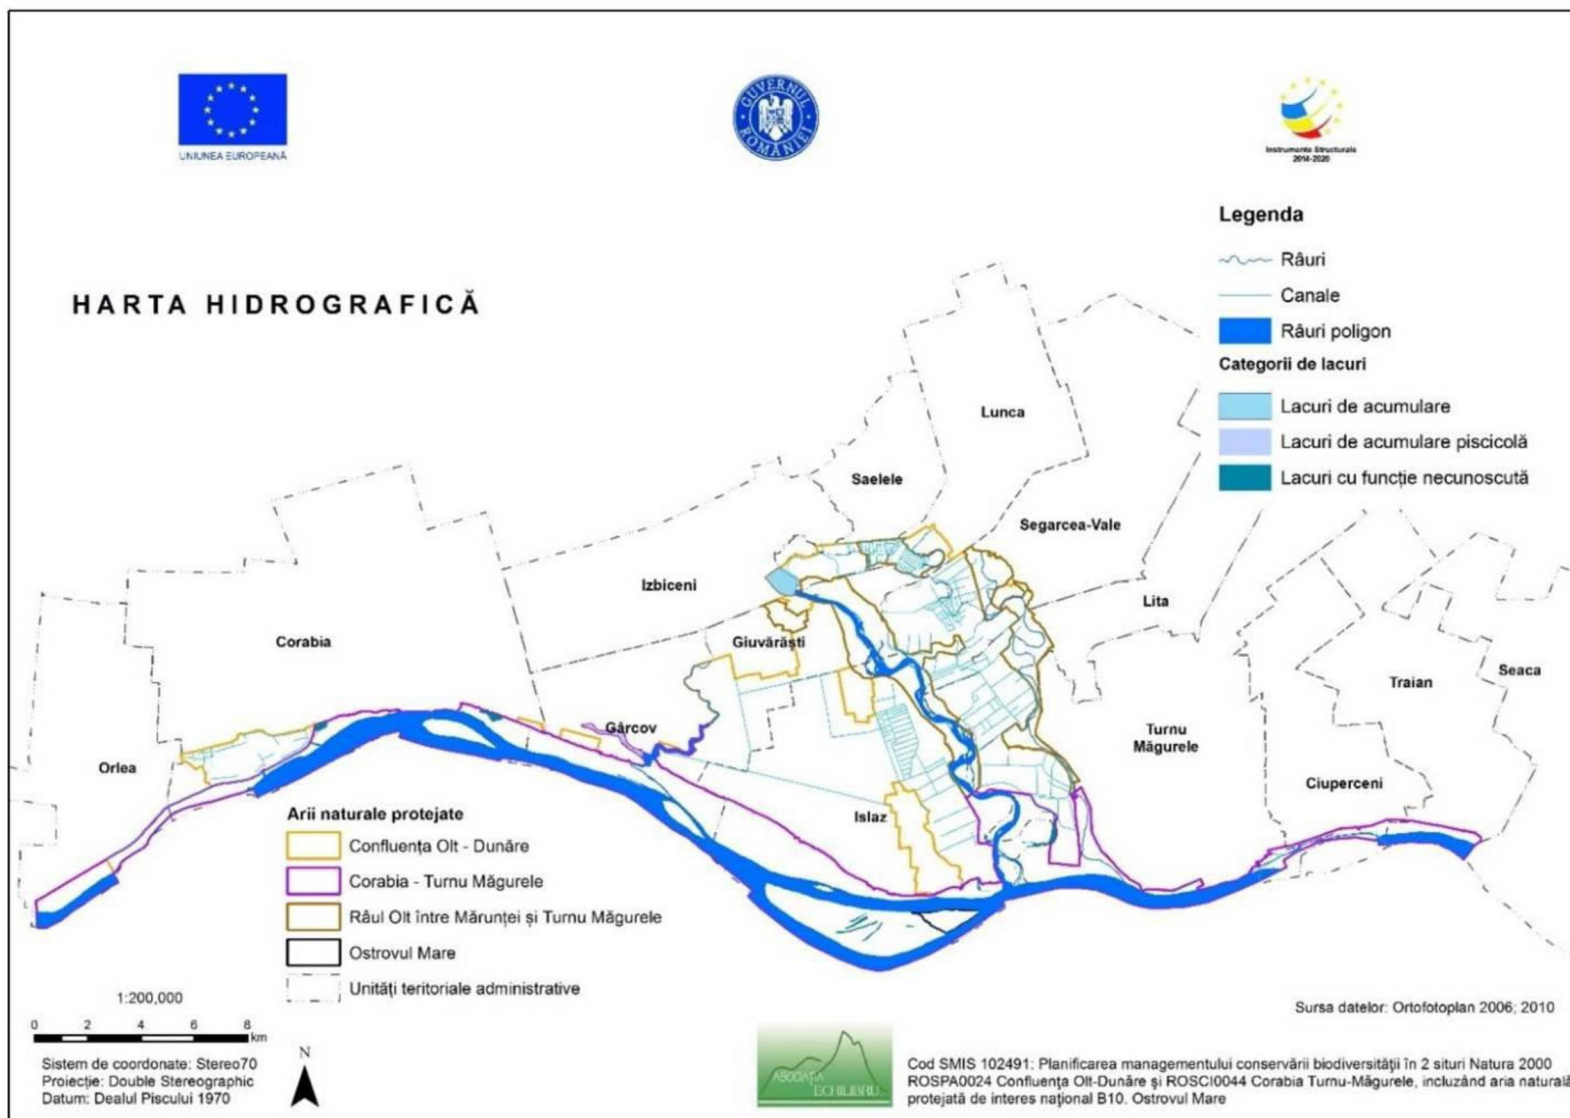 UNIUNEA EUROPEANĂ
GUVERNUL ROMÂNIEI
Instrumente Structurale
2014-2020
HARTA HIDROGRAFICĂ
Legenda
Râuri
Canale
Râuri poligon
Categorii de lacuri
Lacuri de acumulare
Lacuri de acumulare piscicolă
Lacuri cu funcție necunoscută
Lunca
Saelele
Segarcea-Vale
Izbiceni
Lita
Corabia
Giuvărăști
Traian
Seaca
Gârcov
Turnu
Măgurele
Orlea
Ciuperceni
Islaz
Arii naturale protejate
Confluența Olt - Dunăre
Corabia - Turnu Măgurele
Râul Olt între Mărunței și Turnu Măgurele
Ostrovul Mare
Unități teritoriale administrative
1:200,000
0 2 4 6 8
km
N
Sistem de coordonate: Stereo70
Proiecție: Double Stereographic
Datum: Dealul Piscului 1970
Sursa datelor: Ortofotoplan 2006; 2010
ASOCIAȚIA
ECHILIBRU
Cod SMIS 102491: Planificarea managementului conservării biodiversității în 2 situri Natura 2000
ROSPA0024 Confluența Olt-Dunăre și ROSCI0044 Corabia Turnu-Măgurele, incluzând aria naturală
protejată de interes național B10. Ostrovul Mare